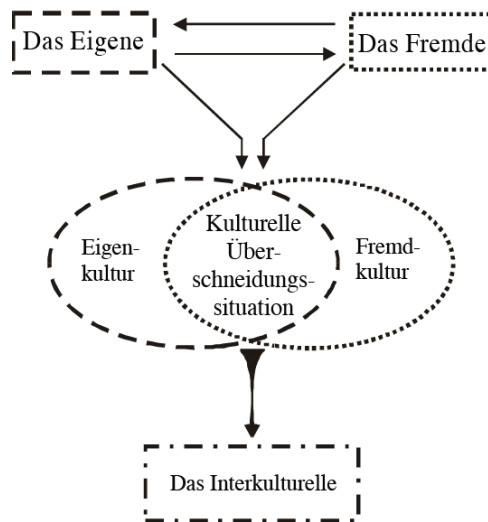 Das Eigene
Das Fremde
Eigen-
kultur
Kulturelle
Über-
schneidungs-
situation
Fremd-
kultur
Das Interkulturelle